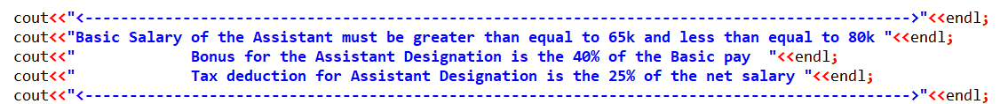 cout<<"<--------------------------------------------------------------------------------------------->"<<endl;
cout<<"Basic Salary of the Assistant must be greater than equal to 65k and less than equal to 80k "<<endl;
cout<<"             Bonus for the Assistant Designation is the 40% of the Basic pay  "<<endl;
cout<<"             Tax deduction for Assistant Designation is the 25% of the net salary "<<endl;
cout<<"<--------------------------------------------------------------------------------------------->"<<endl;